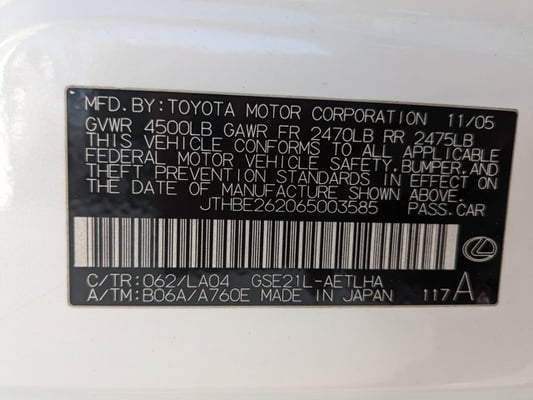 MFD. BY: TOYOTA MOTOR CORPORATION 11/05
GVWR 4500LB GAWR FR 2470LB RR 2475LB
THIS VEHICLE CONFORMS TO ALL APPLICABLE
FEDERAL MOTOR VEHICLE SAFETY, BUMPER, AND
THEFT PREVENTION STANDARDS IN EFFECT ON
THE DATE OF MANUFACTURE SHOWN ABOVE.
JTHBE262065003585 PASS.CAR
C/TR: 062/LA04 GSE21L-AETLHA
A/TM: B06A/A760E MADE IN JAPAN 117 A